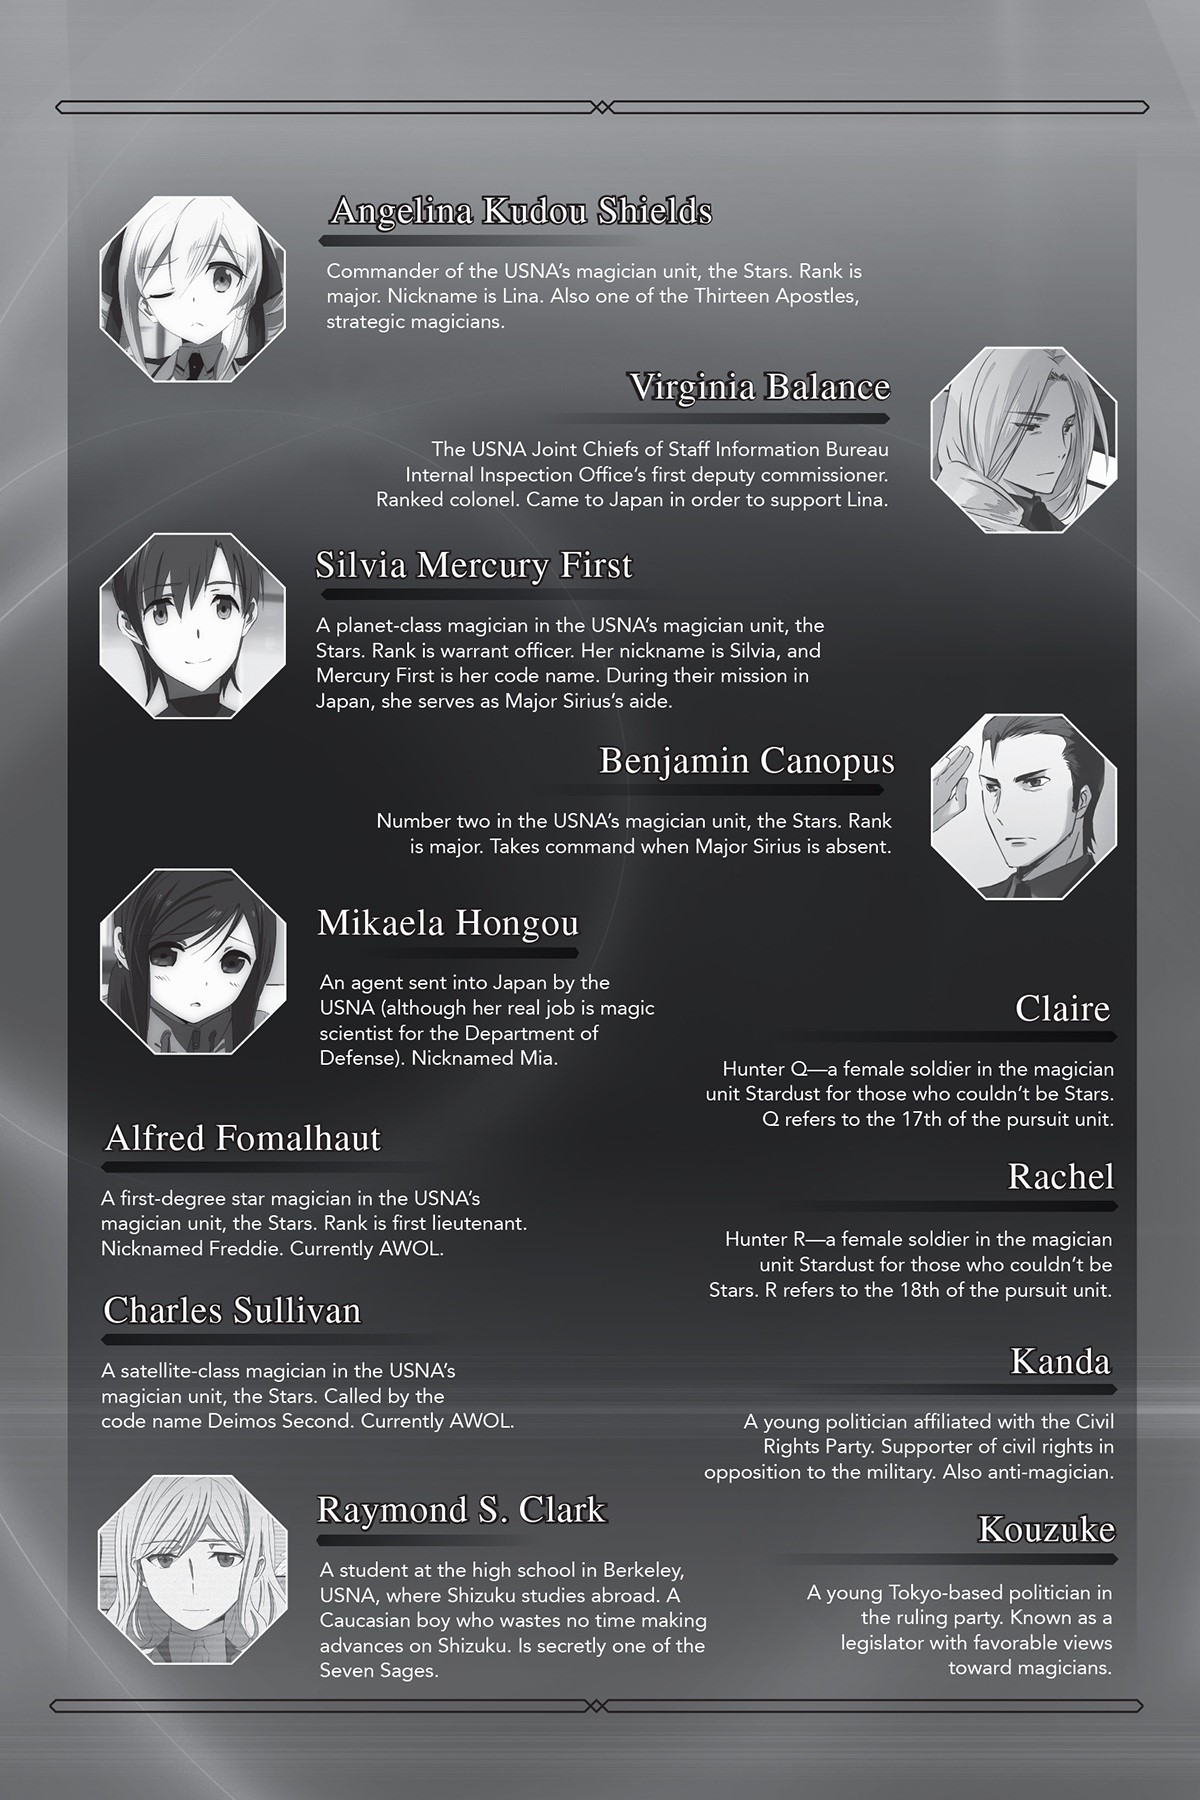 Angelina Kudou Shields
Commander of the USNA's magician unit, the Stars. Rank is
major. Nickname is Lina. Also one of the Thirteen Apostles,
strategic magicians.
Virginia Balance
The USNA Joint Chiefs of Staff Information Bureau
Internal Inspection Office's first deputy commissioner.
Ranked colonel. Came to Japan in order to support Lina.
Silvia Mercury First
A planet-class magician in the USNA's magician unit, the
Stars. Rank is warrant officer. Her nickname is Silvia, and
Mercury First is her code name. During their mission in
Japan, she serves as Major Sirius's aide.
Benjamin Canopus
Number two in the USNA's magician unit, the Stars. Rank
is major. Takes command when Major Sirius is absent.
Mikaela Hongou
An agent sent into Japan by the
USNA (although her real job is magic
scientist for the Department of
Defense). Nicknamed Mia.
Claire
Hunter Q—a female soldier in the magician
unit Stardust for those who couldn't be Stars.
Q refers to the 17th of the pursuit unit.
Alfred Fomalhaut
A first-degree star magician in the USNA's
magician unit, the Stars. Rank is first lieutenant.
Nicknamed Freddie. Currently AWOL.
Rachel
Hunter R—a female soldier in the magician
unit Stardust for those who couldn't be
Stars. R refers to the 18th of the pursuit unit.
Charles Sullivan
A satellite-class magician in the USNA's
magician unit, the Stars. Called by the
code name Deimos Second. Currently AWOL.
Kanda
A young politician affiliated with the Civil
Rights Party. Supporter of civil rights in
opposition to the military. Also anti-magician.
Raymond S. Clark
A student at the high school in Berkeley,
USNA, where Shizuku studies abroad. A
Caucasian boy who wastes no time making
advances on Shizuku. Is secretly one of the
Seven Sages.
Kouzuke
A young Tokyo-based politician in
the ruling party. Known as a
legislator with favorable views
toward magicians.